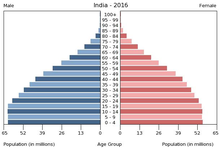 India - 2016
Male
Female
100+
95 - 99
90 - 94
85 - 89
80 - 84
75 - 79
70 - 74
65 - 69
60 - 64
55 - 59
50 - 54
45 - 49
40 - 44
35 - 39
30 - 34
25 - 29
20 - 24
15 - 19
10 - 14
5 - 9
0 - 4
65 52 39 26 13 0 0 13 26 39 52 65
Population (in millions) Age Group Population (in millions)